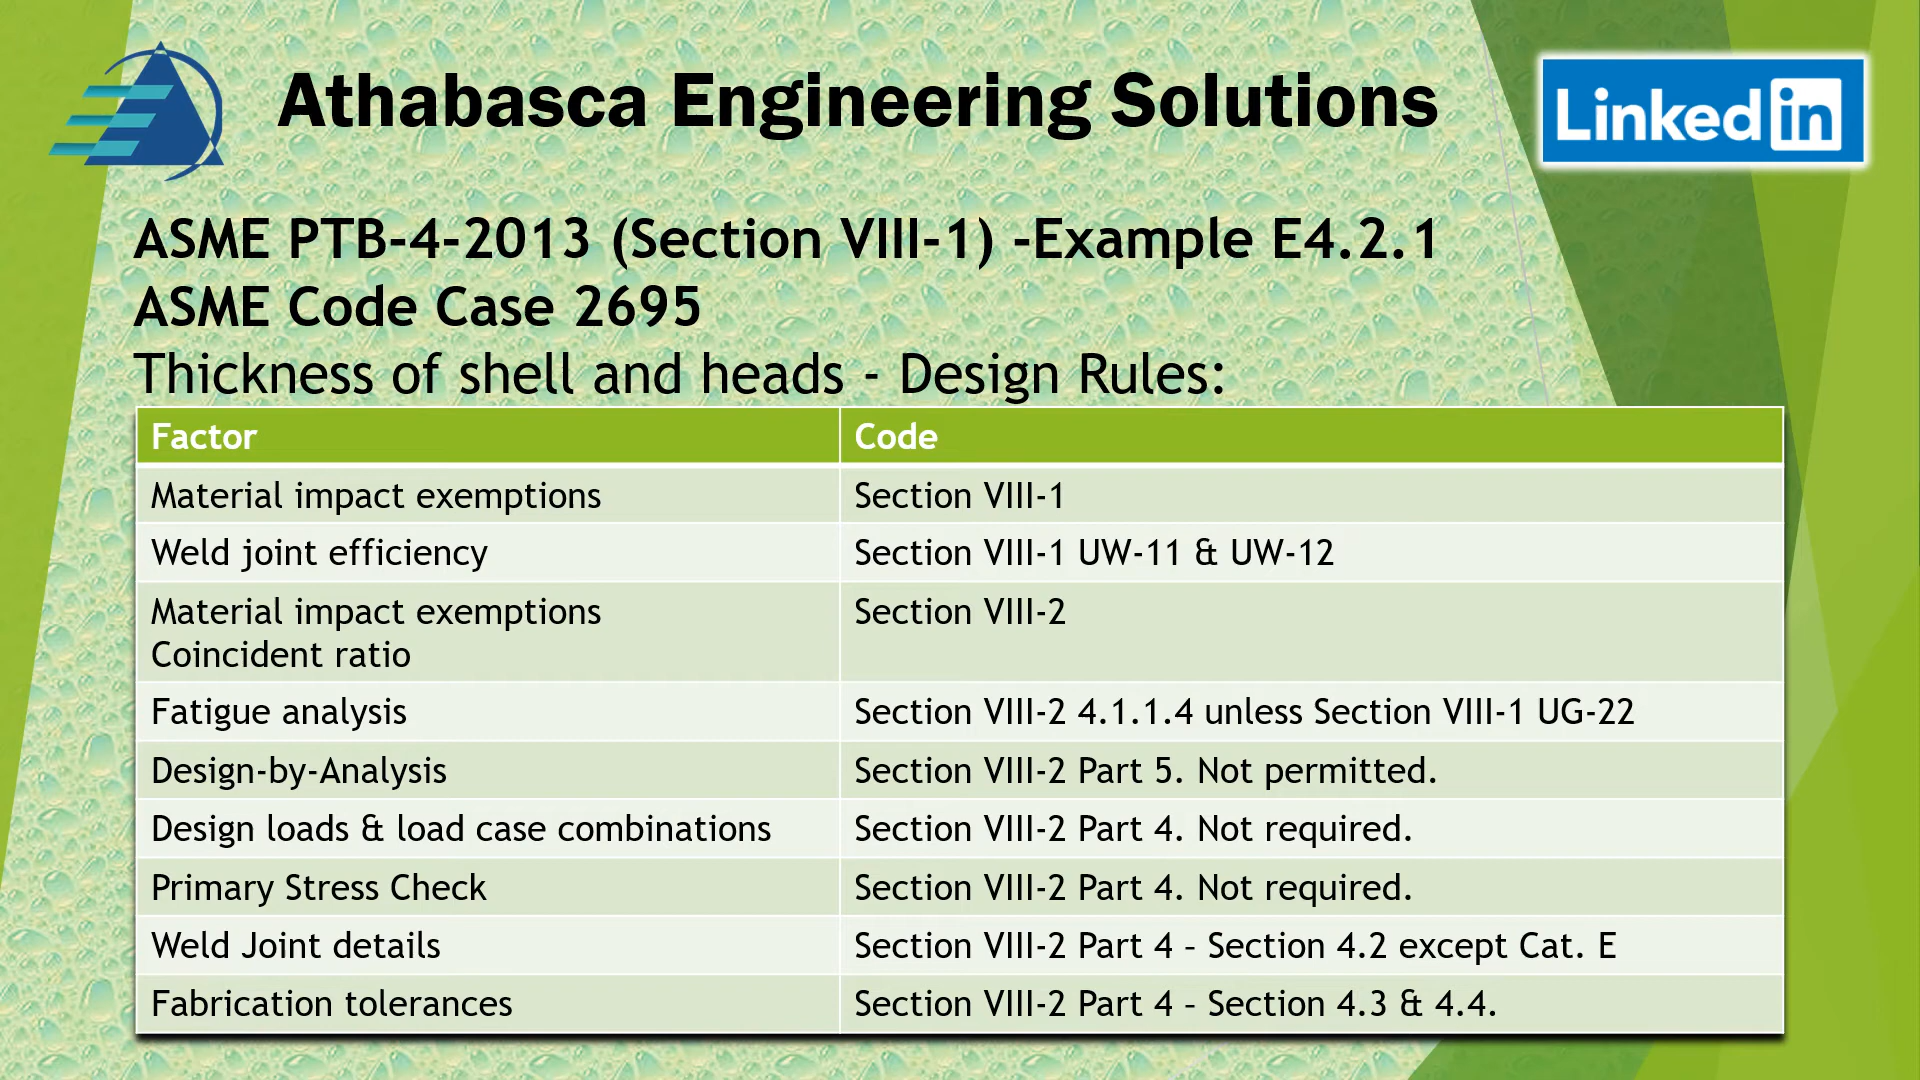 Athabasca Engineering Solutions
Linked in
ASME PTB-4-2013 (Section VIII-1) -Example E4.2.1
ASME Code Case 2695
Thickness of shell and heads - Design Rules:
Factor Code
Material impact exemptions Section VIII-1
Weld joint efficiency Section VIII-1 UW-11 & UW-12
Material impact exemptions Section VIII-2
Coincident ratio
Fatigue analysis Section VIII-2 4.1.1.4 unless Section VIII-1 UG-22
Design-by-Analysis Section VIII-2 Part 5. Not permitted.
Design loads & load case combinations Section VIII-2 Part 4. Not required.
Primary Stress Check Section VIII-2 Part 4. Not required.
Weld Joint details Section VIII-2 Part 4 – Section 4.2 except Cat. E
Fabrication tolerances Section VIII-2 Part 4 – Section 4.3 & 4.4.